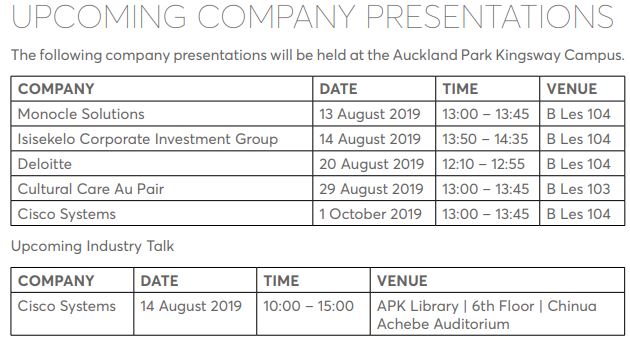 UPCOMING COMPANY PRESENTATIONS
The following company presentations will be held at the Auckland Park Kingsway Campus.
COMPANY DATE TIME VENUE
Monocle Solutions 13 August 2019 13:00 – 13:45 B Les 104
Isisekelo Corporate Investment Group 14 August 2019 13:50 – 14:35 B Les 104
Deloitte 20 August 2019 12:10 – 12:55 B Les 104
Cultural Care Au Pair 29 August 2019 13:00 – 13:45 B Les 103
Cisco Systems 1 October 2019 13:00 – 13:45 B Les 104
Upcoming Industry Talk
COMPANY DATE TIME VENUE
Cisco Systems 14 August 2019 10:00 – 15:00 APK Library | 6th Floor | Chinua
Achebe Auditorium